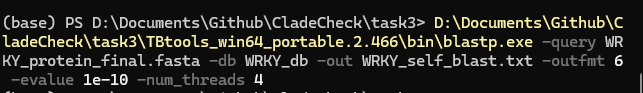 (base) PS D:\Documents\Github\CladeCheck\task3> D:\Documents\Github\C
ladeCheck\task3\TBtools_win64_portable.2.466\bin\blastp.exe -query WR
KY_protein_final.fasta -db WRKY_db -out WRKY_self_blast.txt -outfmt 6
 -evalue 1e-10 -num_threads 4